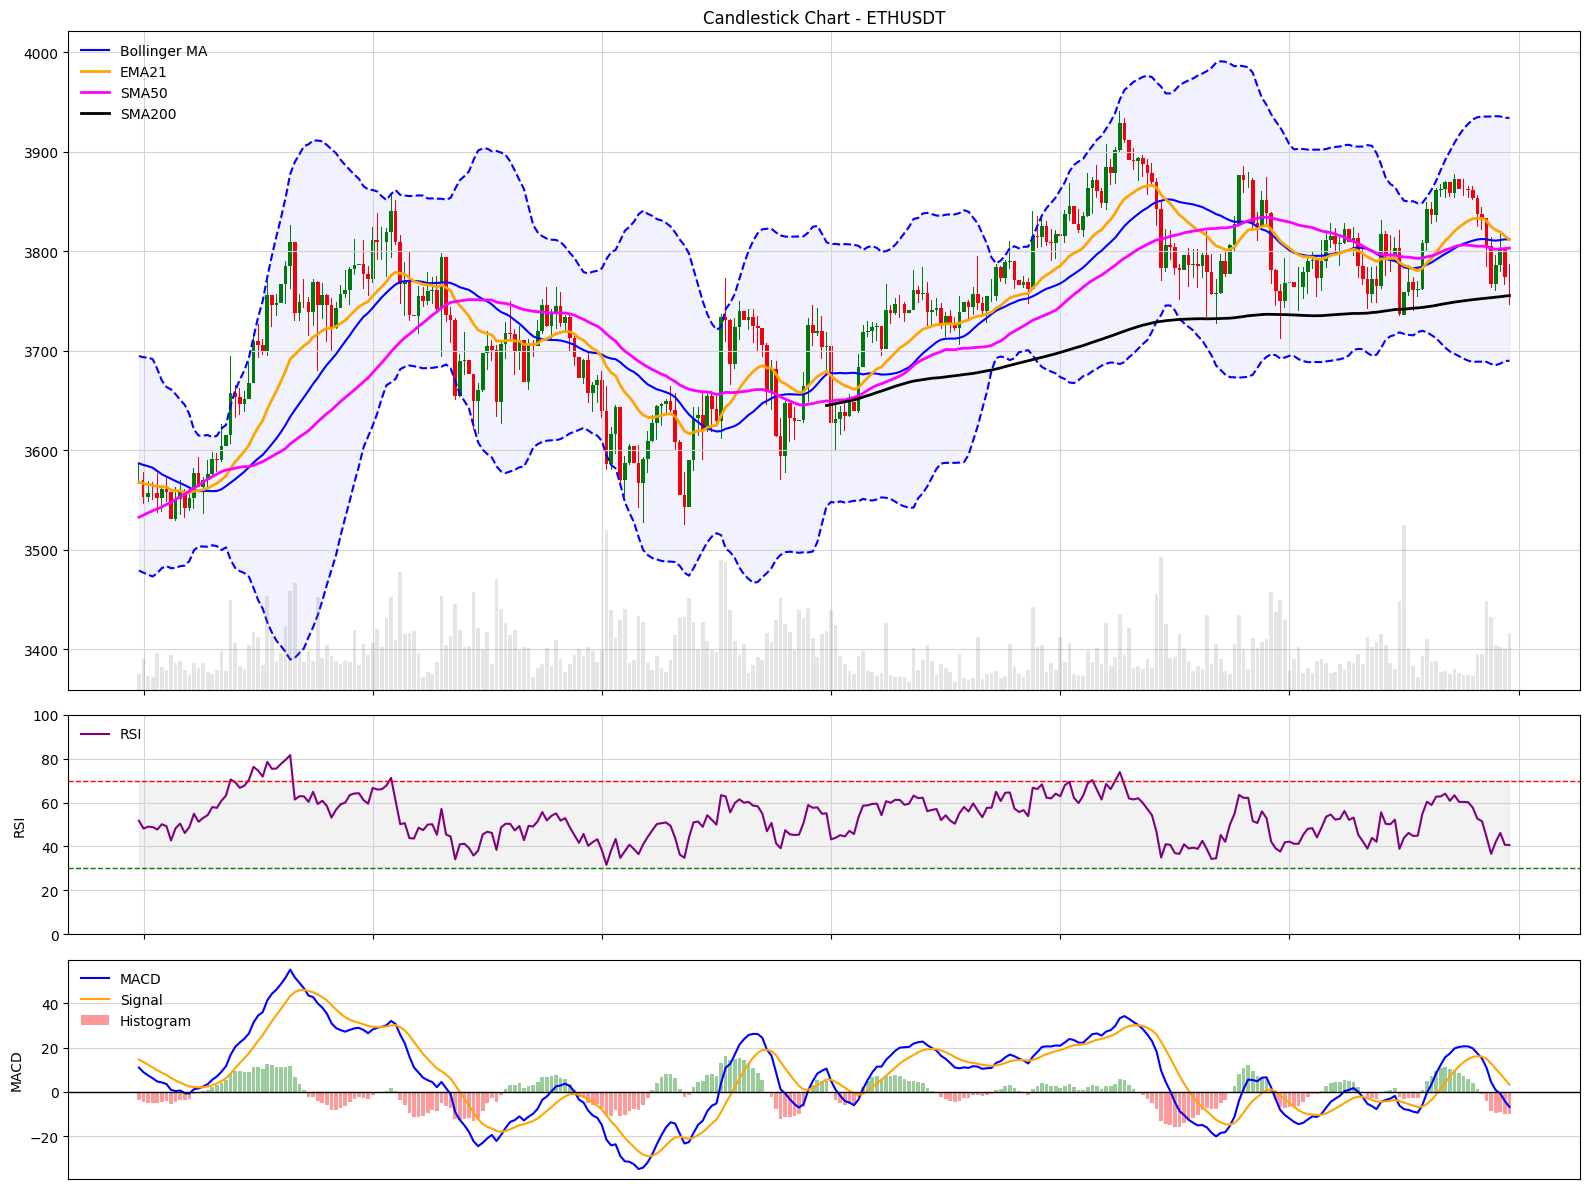 Candlestick Chart - ETHUSDT
4000
3900
3800
3700
3600
3500
3400
Bollinger MA
EMA21
SMA50
SMA200
100
80
60
40
20
0
RSI
RSI
40
20
0
−20
MACD
MACD
Signal
Histogram